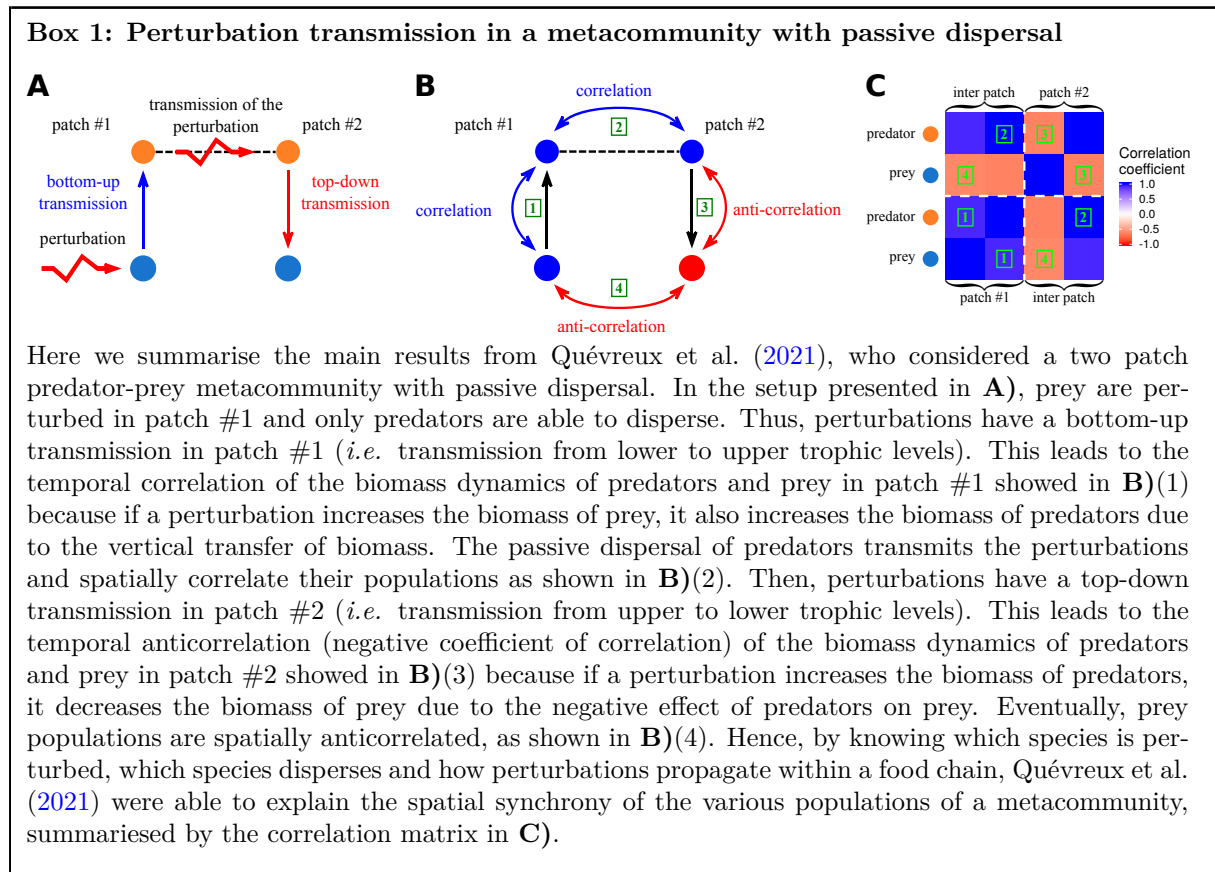 Box 1: Perturbation transmission in a metacommunity with passive dispersal
A
patch #1
transmission of the
perturbation
patch #2
bottom-up
transmission
top-down
transmission
perturbation
B
correlation
patch #1
2
patch #2
correlation
1
3
anti-correlation
4
anti-correlation
C
inter patch
patch #2
predator
2
3
prey
4
3
predator
1
2
prey
1
4
patch #1
inter patch
Correlation
coefficient
1.0
0.5
0.0
-0.5
-1.0
Here we summarise the main results from Quévreux et al. (2021), who considered a two patch
predator-prey metacommunity with passive dispersal. In the setup presented in A), prey are per-
turbed in patch #1 and only predators are able to disperse. Thus, perturbations have a bottom-up
transmission in patch #1 (i.e. transmission from lower to upper trophic levels). This leads to the
temporal correlation of the biomass dynamics of predators and prey in patch #1 showed in B)(1)
because if a perturbation increases the biomass of prey, it also increases the biomass of predators due
to the vertical transfer of biomass. The passive dispersal of predators transmits the perturbations
and spatially correlate their populations as shown in B)(2). Then, perturbations have a top-down
transmission in patch #2 (i.e. transmission from upper to lower trophic levels). This leads to the
temporal anticorrelation (negative coefficient of correlation) of the biomass dynamics of predators
and prey in patch #2 showed in B)(3) because if a perturbation increases the biomass of predators,
it decreases the biomass of prey due to the negative effect of predators on prey. Eventually, prey
populations are spatially anticorrelated, as shown in B)(4). Hence, by knowing which species is per-
turbed, which species disperses and how perturbations propagate within a food chain, Quévreux et al.
(2021) were able to explain the spatial synchrony of the various populations of a metacommunity,
summariesed by the correlation matrix in C).